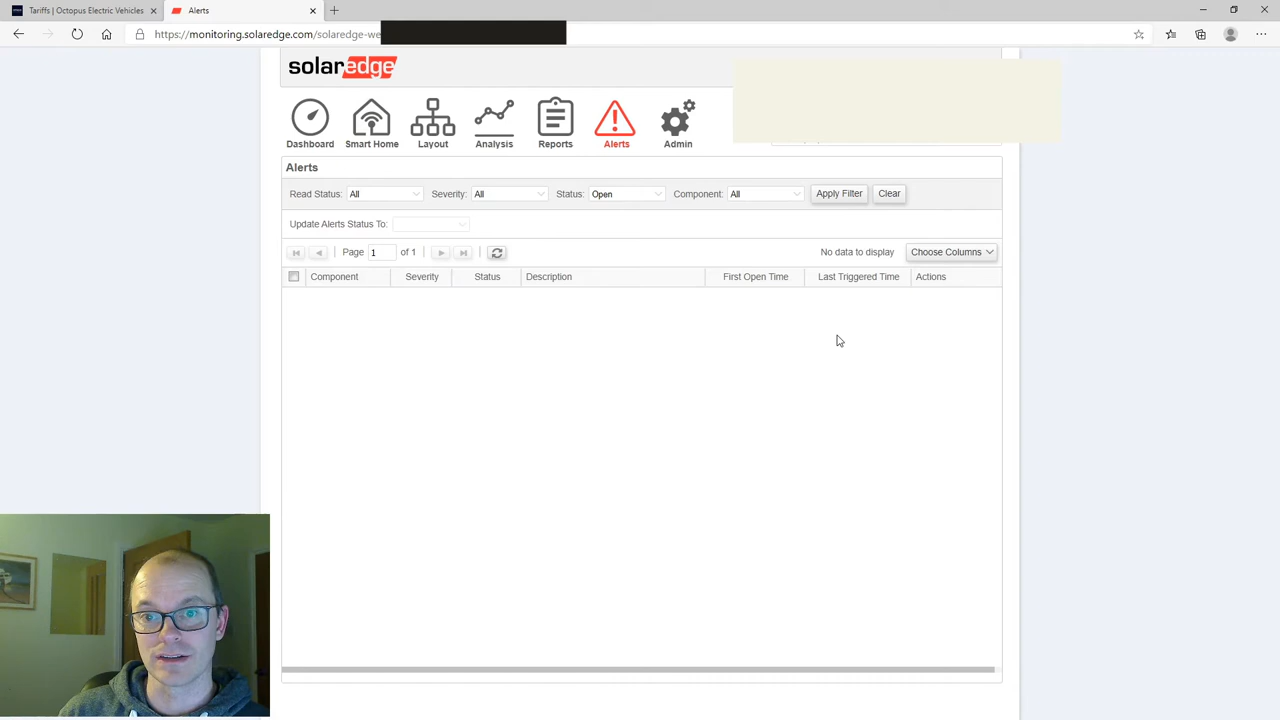 Tariffs | Octopus Electric Vehicles
Alerts
https://monitoring.solaredge.com/solaredge-we
solaredge
Dashboard
Smart Home
Layout
Analysis
Reports
Alerts
Admin
Alerts
Read Status: All Severity: All Status: Open Component: All Apply Filter Clear
Update Alerts Status To:
Page 1 of 1 No data to display Choose Columns
Component Severity Status Description First Open Time Last Triggered Time Actions